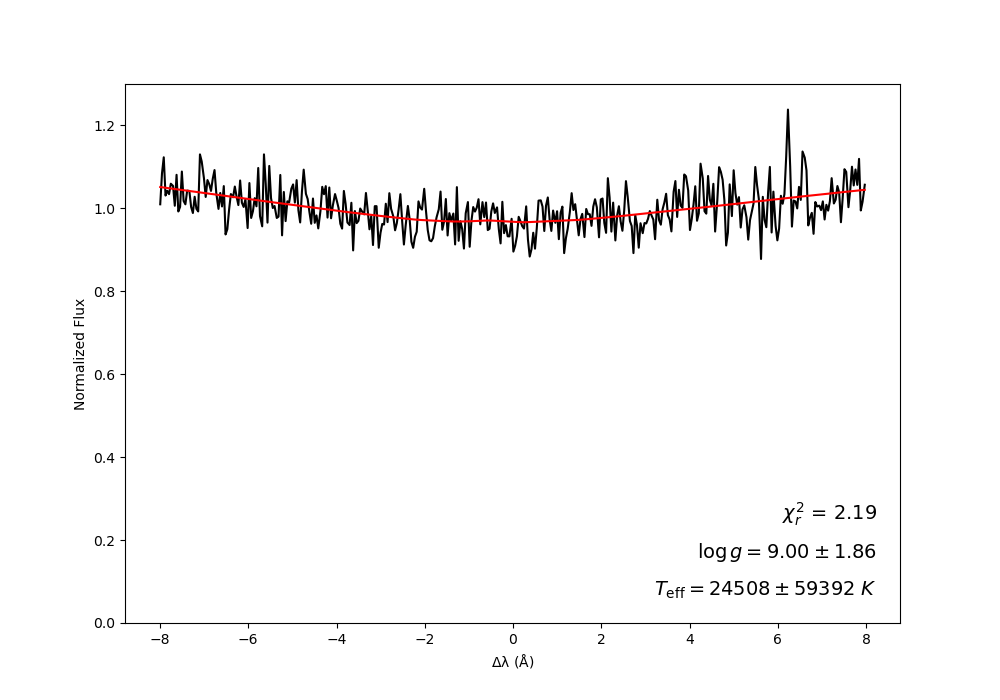 1.2
1.0
0.8
0.6
0.4
0.2
0.0
Normalized Flux
χ²ᵣ = 2.19
log g = 9.00 ± 1.86
T_eff = 24508 ± 59392 K
−8 −6 −4 −2 0 2 4 6 8
Δλ (Å)